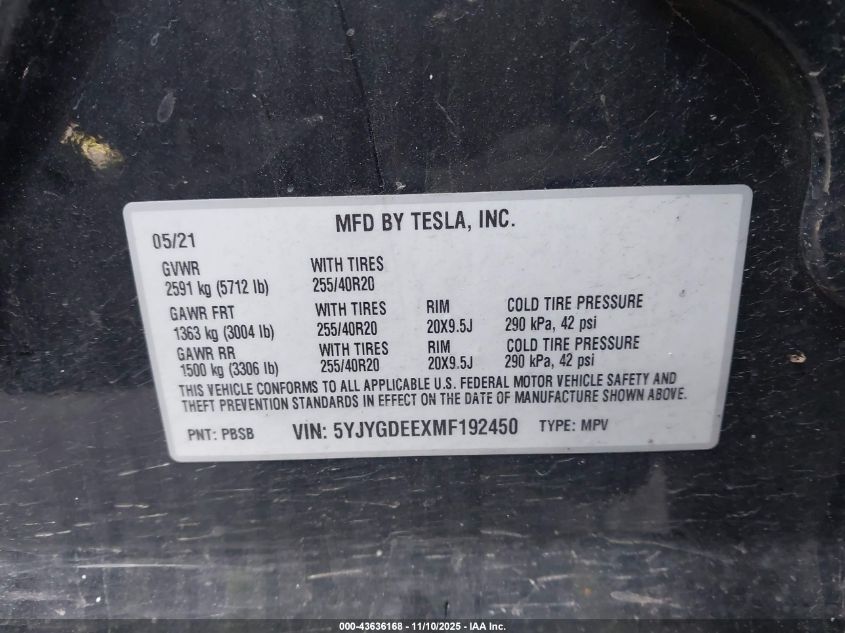 MFD BY TESLA, INC.
05/21
GVWR WITH TIRES
2591 kg (5712 lb) 255/40R20
GAWR FRT WITH TIRES RIM COLD TIRE PRESSURE
1363 kg (3004 lb) 255/40R20 20X9.5J 290 kPa, 42 psi
GAWR RR WITH TIRES RIM COLD TIRE PRESSURE
1500 kg (3306 lb) 255/40R20 20X9.5J 290 kPa, 42 psi
THIS VEHICLE CONFORMS TO ALL APPLICABLE U.S. FEDERAL MOTOR VEHICLE SAFETY AND
THEFT PREVENTION STANDARDS IN EFFECT ON THE DATE OF MANUFACTURE SHOWN ABOVE.
PNT: PBSB VIN: 5YJYGDEEXMF192450 TYPE: MPV
000-43636168 - 11/10/2025 - IAA Inc.